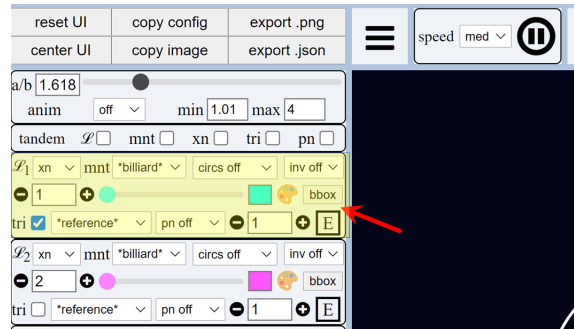 reset UI copy config export .png
center UI copy image export .json
speed med
a/b 1.618
anim off min 1.01 max 4
tandem ℒ mnt xn tri pn
ℒ1 xn mnt *billiard* circs off inv off
1 bbox
tri *reference* pn off 1 E
ℒ2 xn mnt *billiard* circs off inv off
2 bbox
tri *reference* pn off 1 E